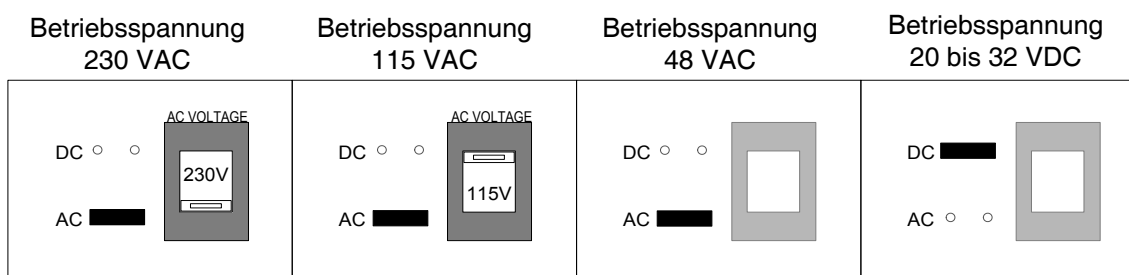 Betriebsspannung
230 VAC
Betriebsspannung
115 VAC
Betriebsspannung
48 VAC
Betriebsspannung
20 bis 32 VDC
AC VOLTAGE
DC
230V
AC
AC VOLTAGE
DC
115V
AC
DC
AC
DC
AC